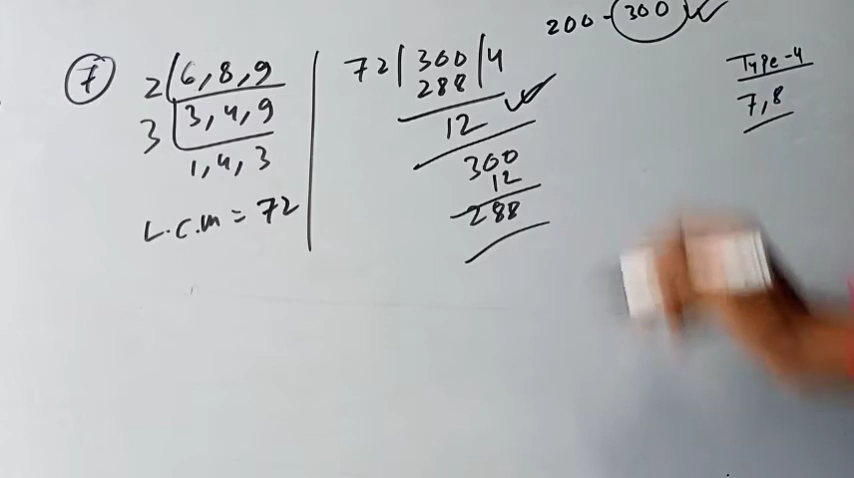 200 - 300
7
2 6, 8, 9
3 3, 4, 9
1, 4, 3
L.C.M = 72
72 | 300 | 4
288
12
300
12
288
Type-4
7, 8